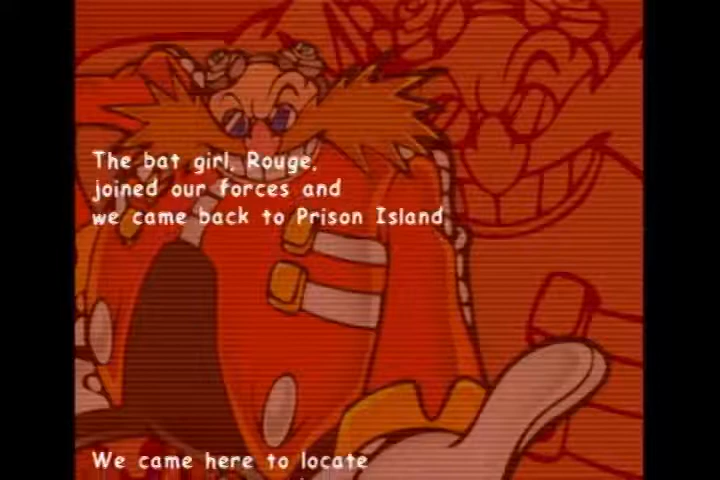 The bat girl, Rouge,
joined our forces and
we came back to Prison Island.
We came here to locate